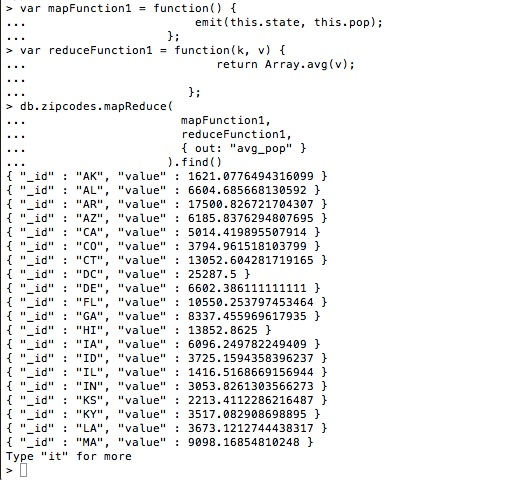 > var mapFunction1 = function() {
...                         emit(this.state, this.pop);
...                     };
> var reduceFunction1 = function(k, v) {
...                            return Array.avg(v);
...
...                        };
> db.zipcodes.mapReduce(
...                       mapFunction1,
...                       reduceFunction1,
...                       { out: "avg_pop" }
...                     ).find()
{ "_id" : "AK", "value" : 1621.0776494316099 }
{ "_id" : "AL", "value" : 6604.685668130592 }
{ "_id" : "AR", "value" : 17500.826721704307 }
{ "_id" : "AZ", "value" : 6185.8376294807695 }
{ "_id" : "CA", "value" : 5014.419895507914 }
{ "_id" : "CO", "value" : 3794.961518103799 }
{ "_id" : "CT", "value" : 13052.604281719165 }
{ "_id" : "DC", "value" : 25287.5 }
{ "_id" : "DE", "value" : 6602.386111111111 }
{ "_id" : "FL", "value" : 10550.253797453464 }
{ "_id" : "GA", "value" : 8337.455969617935 }
{ "_id" : "HI", "value" : 13852.8625 }
{ "_id" : "IA", "value" : 6096.249782249409 }
{ "_id" : "ID", "value" : 3725.1594358396237 }
{ "_id" : "IL", "value" : 1416.5168669156944 }
{ "_id" : "IN", "value" : 3053.8261303566273 }
{ "_id" : "KS", "value" : 2213.4112286216487 }
{ "_id" : "KY", "value" : 3517.082908698895 }
{ "_id" : "LA", "value" : 3673.1212744438317 }
{ "_id" : "MA", "value" : 9098.16854810248 }
Type "it" for more
>